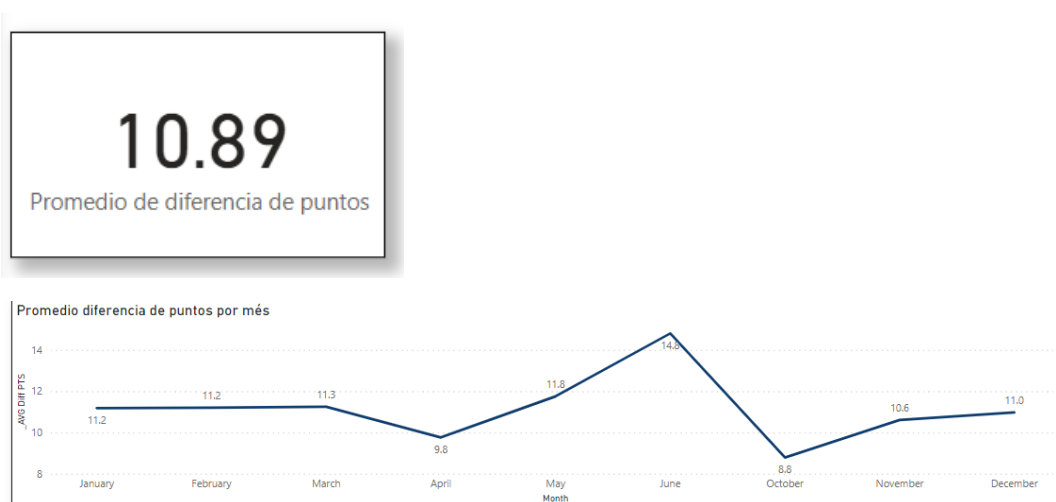 10.89
Promedio de diferencia de puntos
Promedio diferencia de puntos por més
_AVG Diff PTS
14
12
10
8
11.2
11.2
11.3
9.8
11.8
14.8
8.8
10.6
11.0
January February March April May June October November December
Month